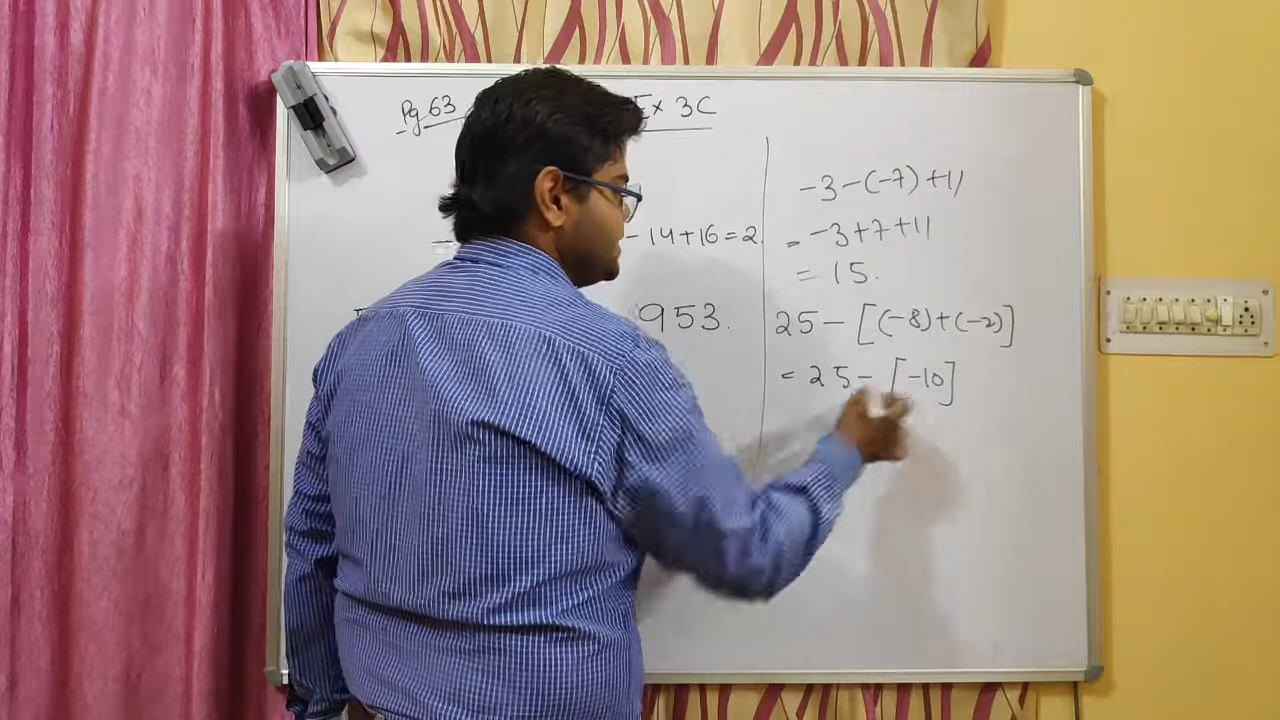 Pg 63 Ex 3C
- 14 + 16 = 2
953.
-3 - (-7) + 11
= -3 + 7 + 11
= 15.
25 - [(-8) + (-2)]
= 25 - [-10]